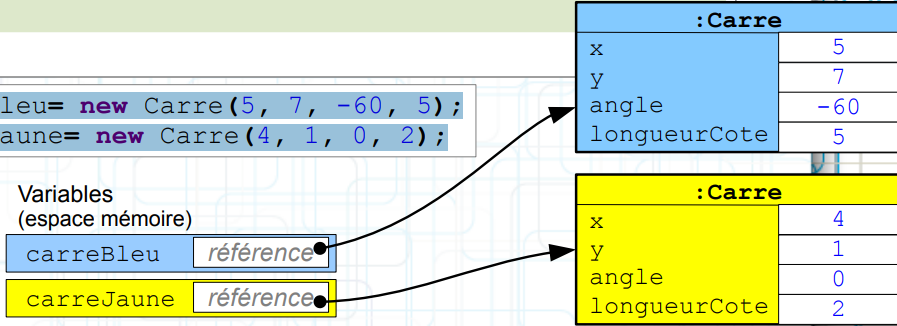 :Carre
x 5
y 7
angle -60
longueurCote 5
leu= new Carre(5, 7, -60, 5);
aune= new Carre(4, 1, 0, 2);
Variables
(espace mémoire)
carreBleu référence
carreJaune référence
:Carre
x 4
y 1
angle 0
longueurCote 2